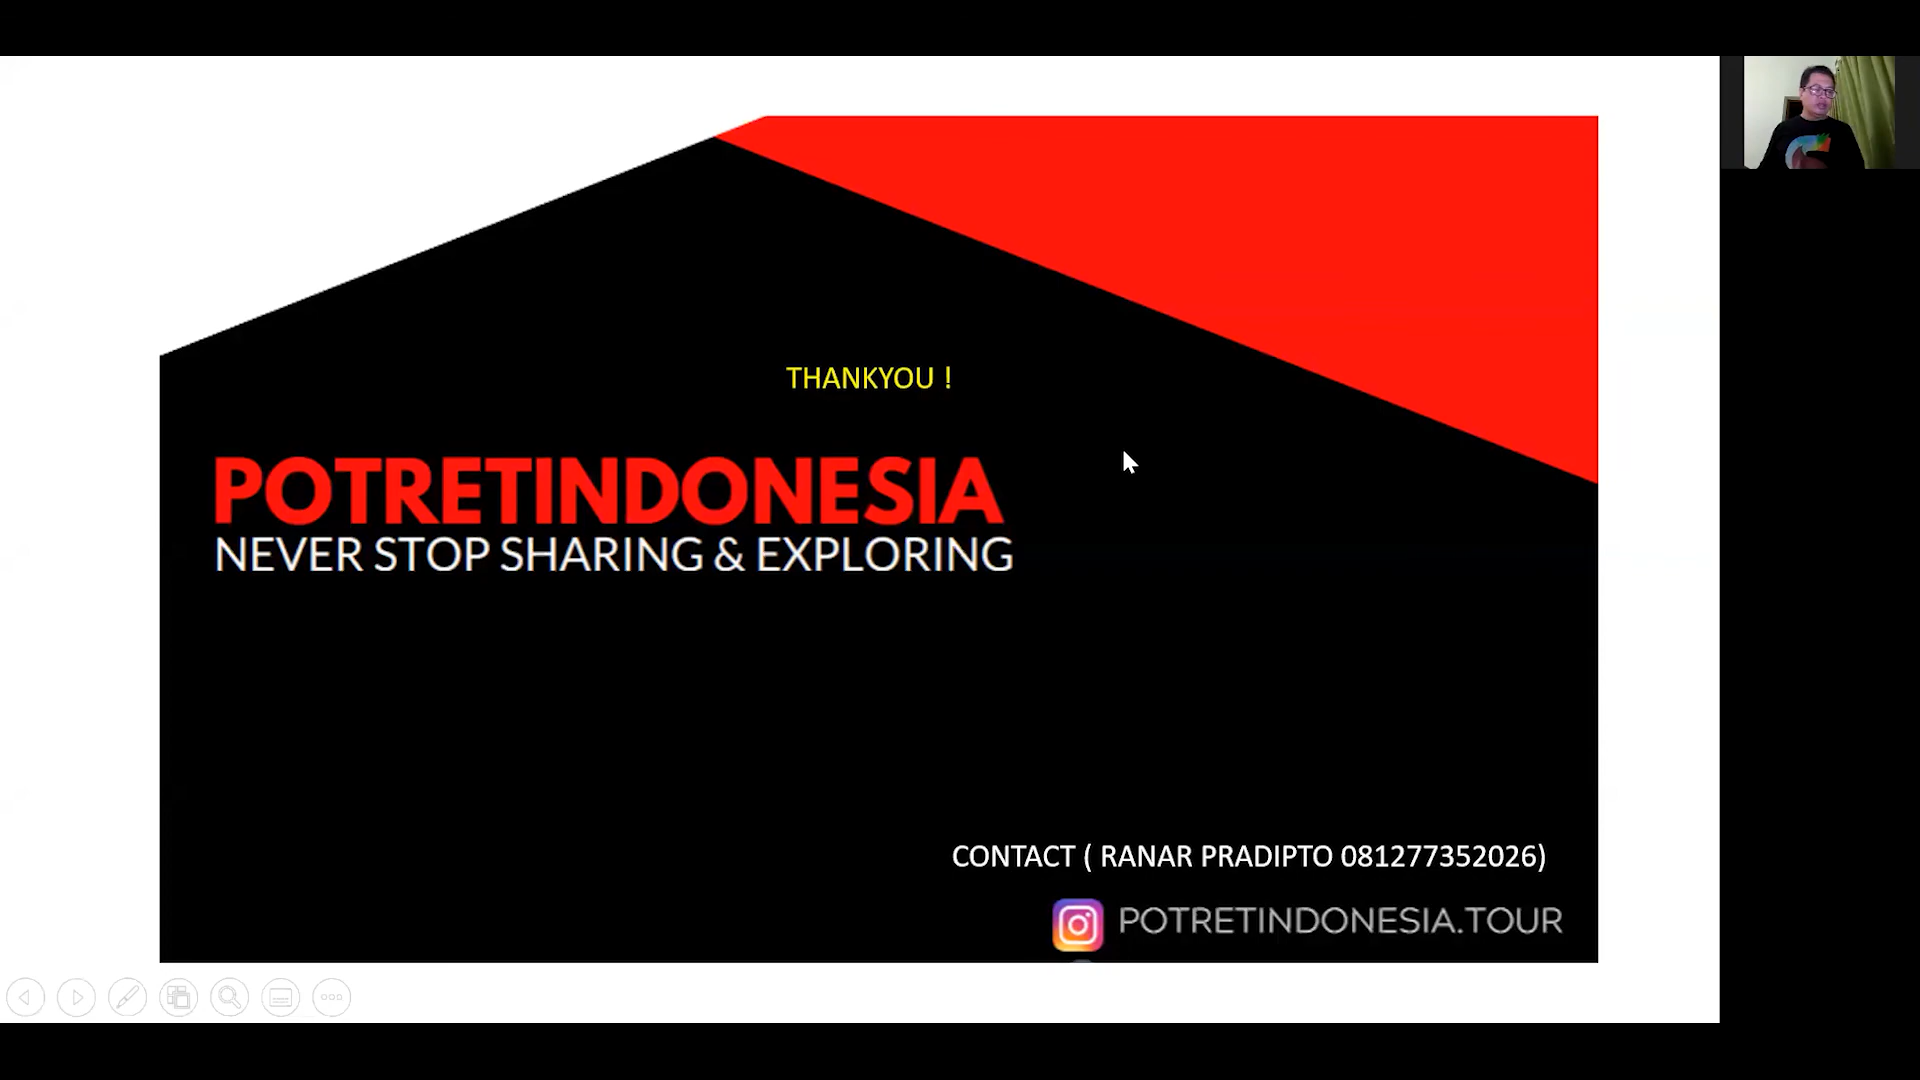 THANKYOU !
POTRETINDONESIA
NEVER STOP SHARING & EXPLORING
CONTACT ( RANAR PRADIPTO 081277352026)
POTRETINDONESIA.TOUR